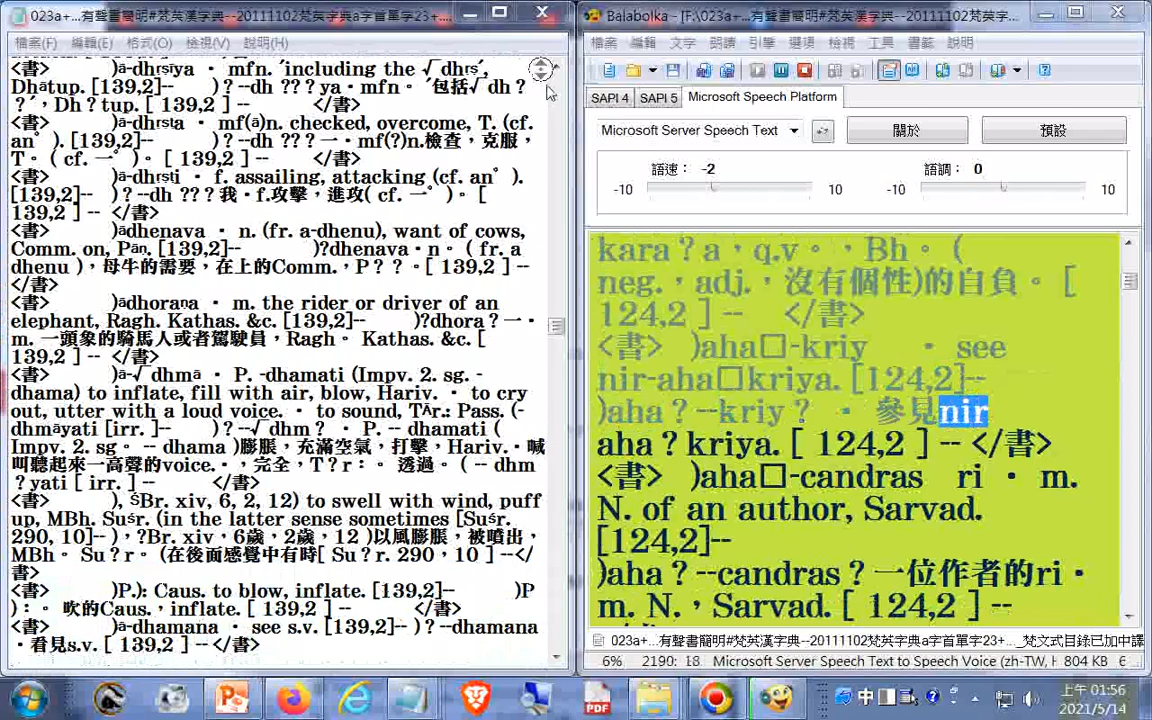 023a+...有聲書簡明#梵英漢字典--20111102梵英字典a字首單字23+...
檔案(F) 編輯(E) 格式(O) 檢視(V) 說明(H)
<書> )ā-dhṛṣīya ‧ mfn. 'including the √dhṛṣ',
Dhātup. [139,2] )？--dh ???ya‧mfn。‘包括√ dh？
？’, Dh？tup. [ 139,2 ] </書>
<書> )ā-dhṛṣṭa ‧ mf(ā)n. checked, overcome, T. (cf.
an゜). [139,2]-- )？--dh ???一‧mf(?)n.檢查，克服，
T。( cf. 一゜)。[ 139,2 ] -- </書>
<書> )ā-dhṛṣṭi ‧ f. assailing, attacking (cf. an゜).
[139,2]-- )？--dh ???我‧f.攻擊，進攻( cf. 一゜)。[
139,2 ] -- </書>
<書> )ādhenava ‧ n. (fr. a-dhenu), want of cows,
Comm. on, Pāṇ. [139,2]-- )?dhenava‧n。( fr. a
dhenu )，母牛的需要，在上的Comm.，P？？。[ 139,2 ] --
</書>
<書> )ādhoraṇa ‧ m. the rider or driver of an
elephant, Ragh. Kathas. &c. [139,2]-- )?dhora？一‧
m. 一頭象的騎馬人或者駕駛員，Ragh。 Kathas. &c. [
139,2 ] -- </書>
<書> )ā-√ dhmā ‧ P. -dhamati (Impv. 2. sg. -
dhama) to inflate, fill with air, blow, Hariv. ‧ to cry
out, utter with a loud voice. ‧ to sound, TĀr.: Pass. (-
dhmāyati [irr. ]-- )？--√ dhm？ ‧ P. -- dhamati (
Impv. 2. sg。 -- dhama )膨脹，充滿空氣，打擊，Hariv.‧喊
叫聽起來一高聲的voice.‧，完全，T？r：。 透過。( -- dhm
？yati [ irr. ] -- </書>
<書> ), ŚBr. xiv, 6, 2, 12) to swell with wind, puff
up, MBh. Suśr. (in the latter sense sometimes [Suśr.
290, 10]-- )，?Br. xiv，6歲，2歲，12 )以風膨脹，被噴出，
MBh。 Su？r。(在後面感覺中有時[ Su？r. 290，10 ] --</
書>
<書> )P.): Caus. to blow, inflate. [139,2]-- )P
)：。 吹的Caus.，inflate. [ 139,2 ] -- </書>
<書> )ā-dhamana ‧ see s.v. [139,2]-- )？--dhamana
‧看見s.v. [ 139,2 ] -- </書>
Balabolka - [F:\023a+...有聲書簡明#梵英漢字典--20111102梵英字...
檔案 編輯 文字 朗讀 引擎 選項 檢視 工具 書籤 說明
SAPI 4 SAPI 5 Microsoft Speech Platform
Microsoft Server Speech Text 關於 預設
語速： -2 語調： 0
-10 10 -10 10
kara？a，q.v。，Bh。(
neg.，adj.，沒有個性)的自負。[
124,2 ] -- </書>
<書> )aha□-kriy ‧ see
nir-aha□kriya. [124,2]--
)aha？--kriy？ ‧ 參見nir
aha？kriya. [ 124,2 ] -- </書>
<書> )aha□-candras ri ‧ m.
N. of an author, Sarvad.
[124,2]--
)aha？--candras？一位作者的ri‧
m. N.，Sarvad. [ 124,2 ] --
023a+...有聲書簡明#梵英漢字典--20111102梵英字典a字首單字23+..._梵文式目錄已加中譯
6% 2190: 18 Microsoft Server Speech Text to Speech Voice (zh-TW, H 804 KB 6
中
上午 01:56
2021/5/14